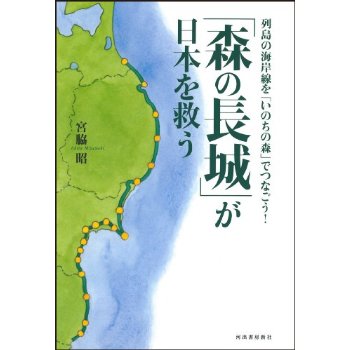 列島の海岸線を「いのちの森」でつなごう！
「森の長城」が
日本を救う
宮脇 昭
Akira Miyawaki
河出書房新社